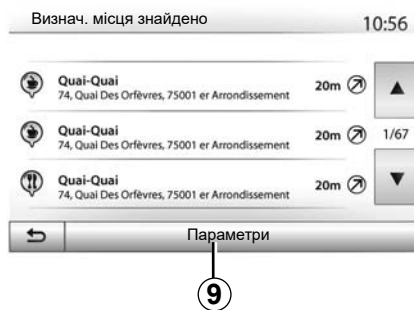 Визнач. місця знайдено 10:56
Quai-Quai
74, Quai Des Orfèvres, 75001 er Arrondissement
20m
Quai-Quai
74, Quai Des Orfèvres, 75001 er Arrondissement
20m
1/67
Quai-Quai
74, Quai Des Orfèvres, 75001 er Arrondissement
20m
Параметри
9